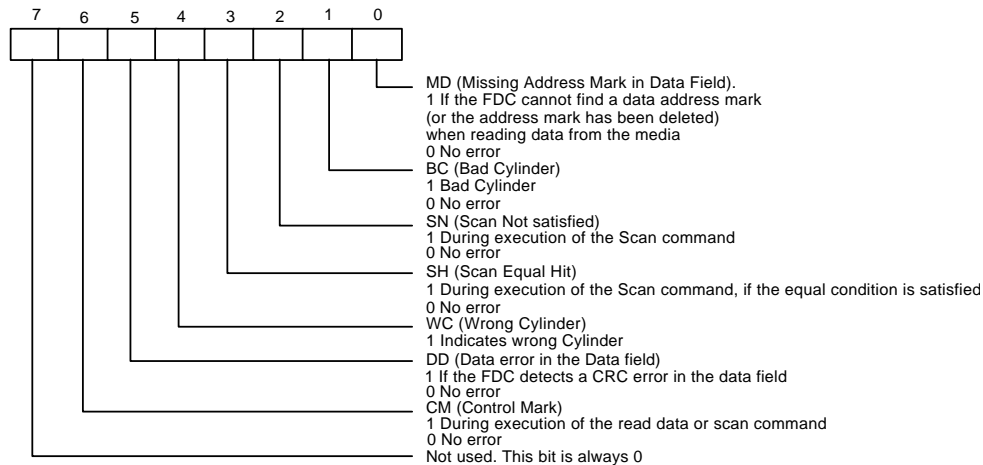 7 6 5 4 3 2 1 0
MD (Missing Address Mark in Data Field).
1 If the FDC cannot find a data address mark
(or the address mark has been deleted)
when reading data from the media
0 No error
BC (Bad Cylinder)
1 Bad Cylinder
0 No error
SN (Scan Not satisfied)
1 During execution of the Scan command
0 No error
SH (Scan Equal Hit)
1 During execution of the Scan command, if the equal condition is satisfied
0 No error
WC (Wrong Cylinder)
1 Indicates wrong Cylinder
DD (Data error in the Data field)
1 If the FDC detects a CRC error in the data field
0 No error
CM (Control Mark)
1 During execution of the read data or scan command
0 No error
Not used. This bit is always 0